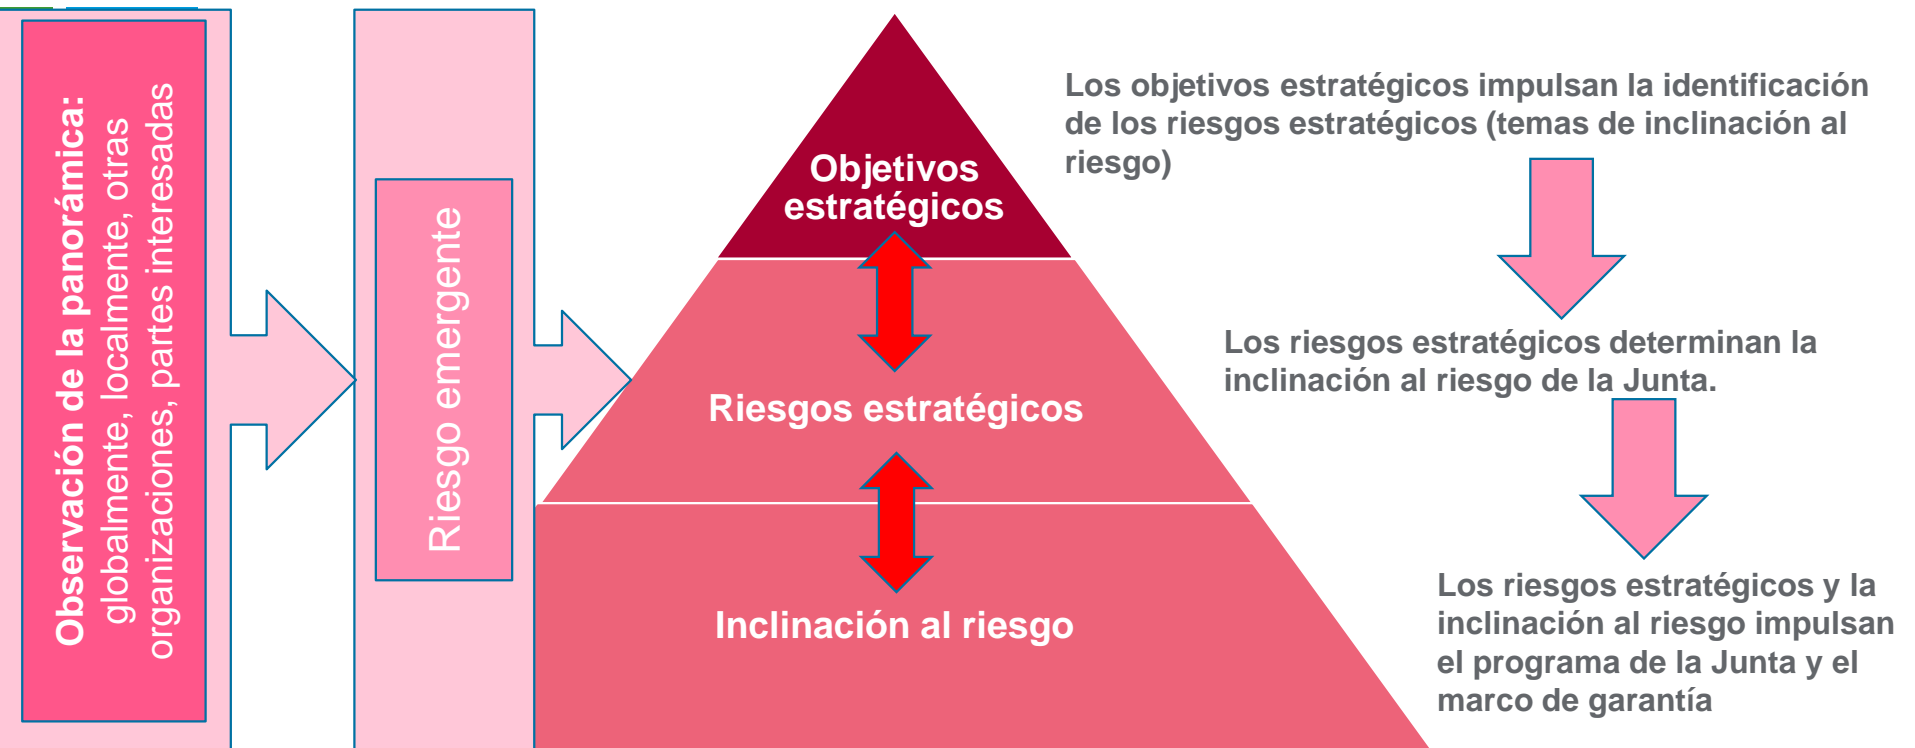 Observación de la panorámica:
globalmente, localmente, otras
organizaciones, partes interesadas
Riesgo emergente
Objetivos
estratégicos
Riesgos estratégicos
Inclinación al riesgo
Los objetivos estratégicos impulsan la identificación
de los riesgos estratégicos (temas de inclinación al
riesgo)
Los riesgos estratégicos determinan la
inclinación al riesgo de la Junta.
Los riesgos estratégicos y la
inclinación al riesgo impulsan
el programa de la Junta y el
marco de garantía